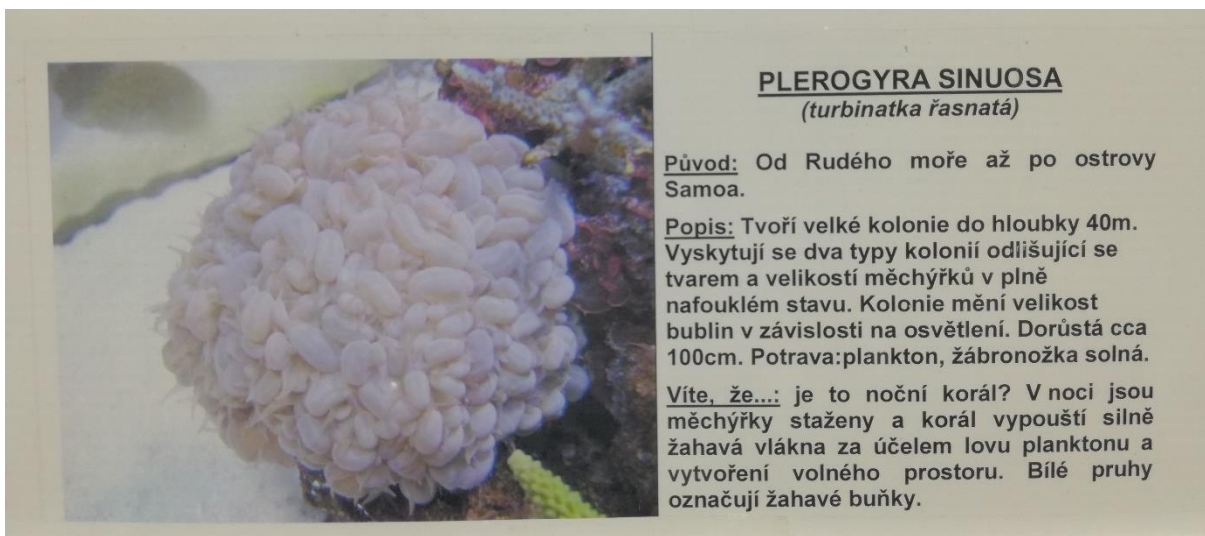 PLEROGYRA SINUOSA
(turbinatka řasnatá)
Původ: Od Rudého moře až po ostrovy
Samoa.
Popis: Tvoří velké kolonie do hloubky 40m.
Vyskytují se dva typy kolonií odlišující se
tvarem a velikostí měchýřků v plně
nafouklém stavu. Kolonie mění velikost
bublin v závislosti na osvětlení. Dorůstá cca
100cm. Potrava:plankton, žábronožka solná.
Víte, že...: je to noční korál? V noci jsou
měchýřky staženy a korál vypouští silně
žahavá vlákna za účelem lovu planktonu a
vytvoření volného prostoru. Bílé pruhy
označují žahavé buňky.